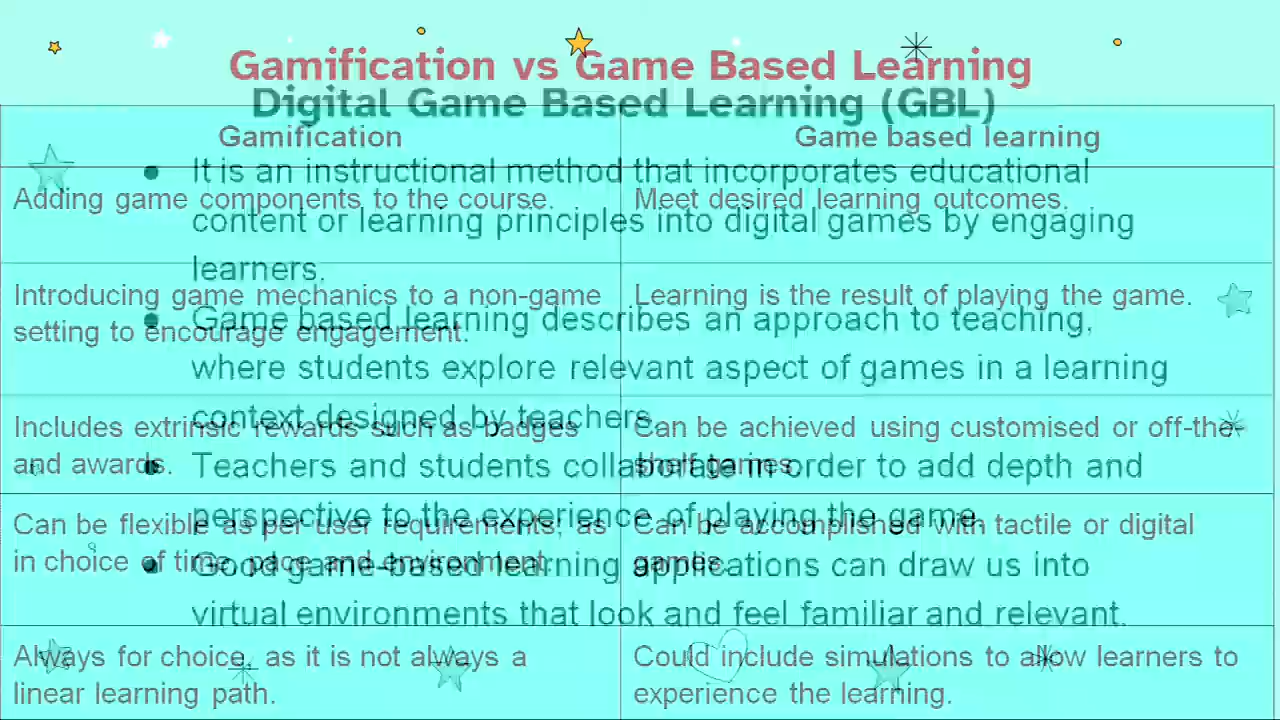 Gamification vs Game Based Learning
Gamification
Game based learning
Adding game components to the course.
Meet desired learning outcomes.
Introducing game mechanics to a non-game
setting to encourage engagement.
Learning is the result of playing the game.
Includes extrinsic rewards such as badges
and awards.
Can be achieved using customised or off-the-
shelf games.
Can be flexible as per user requirements, as
in choice of time, pace and environment.
Can be accomplished with tactile or digital
games.
Always for choice, as it is not always a
linear learning path.
Could include simulations to allow learners to
experience the learning.
Digital Game Based Learning (GBL)
It is an instructional method that incorporates educational
content or learning principles into digital games by engaging
learners.
Game based learning describes an approach to teaching,
where students explore relevant aspect of games in a learning
context designed by teachers.
Teachers and students collaborate in order to add depth and
perspective to the experience of playing the game.
Good game-based learning applications can draw us into
virtual environments that look and feel familiar and relevant.